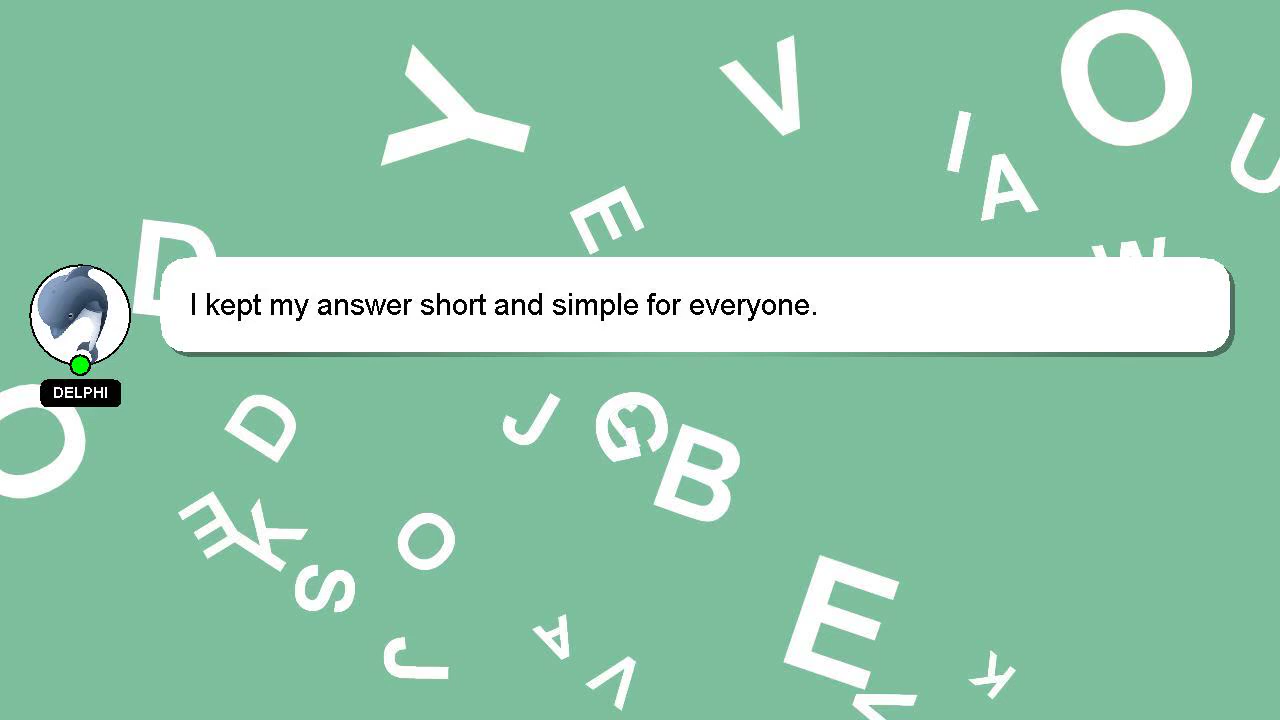 Y
V
O
I
A
U
E
D
W
I kept my answer short and simple for everyone.
DELPHI
O
D
J
G
B
E
K
S
O
J
A
V
E
K
V